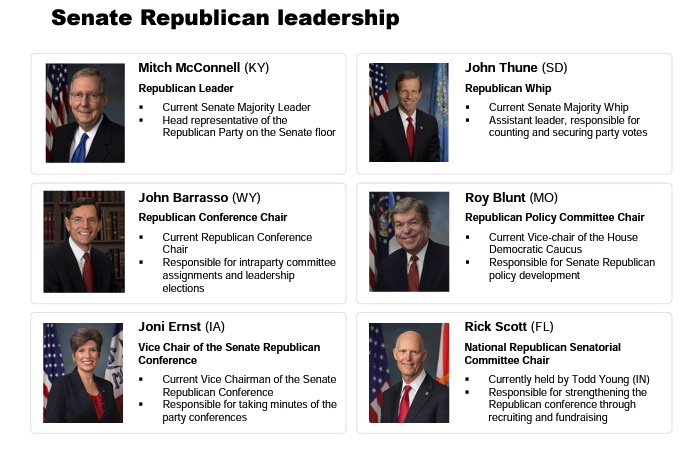 Senate Republican leadership
Mitch McConnell (KY)
Republican Leader
▪ Current Senate Majority Leader
▪ Head representative of the
Republican Party on the Senate floor
John Thune (SD)
Republican Whip
▪ Current Senate Majority Whip
▪ Assistant leader, responsible for
counting and securing party votes
John Barrasso (WY)
Republican Conference Chair
▪ Current Republican Conference
Chair
▪ Responsible for intraparty committee
assignments and leadership
elections
Roy Blunt (MO)
Republican Policy Committee Chair
▪ Current Vice-chair of the House
Democratic Caucus
▪ Responsible for Senate Republican
policy development
Joni Ernst (IA)
Vice Chair of the Senate Republican
Conference
▪ Current Vice Chairman of the Senate
Republican Conference
▪ Responsible for taking minutes of the
party conferences
Rick Scott (FL)
National Republican Senatorial
Committee Chair
▪ Currently held by Todd Young (IN)
▪ Responsible for strengthening the
Republican conference through
recruiting and fundraising